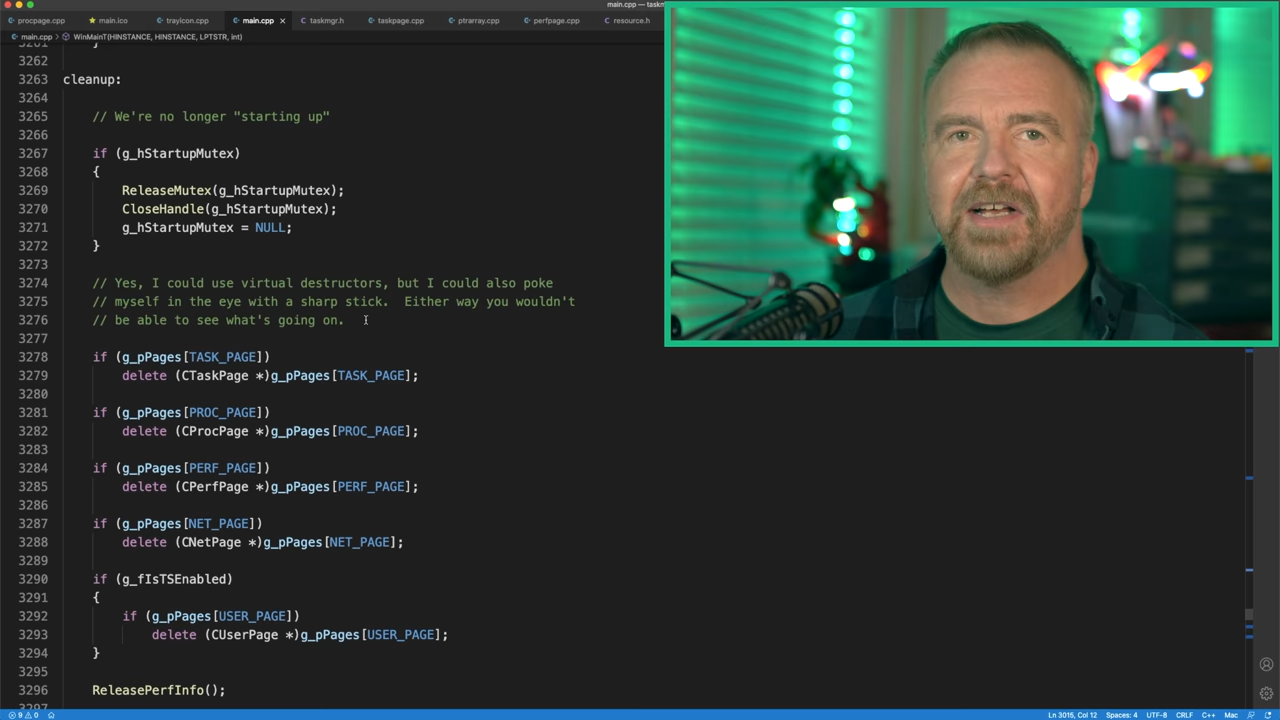 main.cpp — taskm
procpage.cpp main.ico trayicon.cpp main.cpp taskmgr.h taskpage.cpp ptrarray.cpp perfpage.cpp resource.h
main.cpp > WinMainT(HINSTANCE, HINSTANCE, LPTSTR, int)
3261 }
3262
3263 cleanup:
3264
3265 // We're no longer "starting up"
3266
3267 if (g_hStartupMutex)
3268 {
3269 ReleaseMutex(g_hStartupMutex);
3270 CloseHandle(g_hStartupMutex);
3271 g_hStartupMutex = NULL;
3272 }
3273
3274 // Yes, I could use virtual destructors, but I could also poke
3275 // myself in the eye with a sharp stick.  Either way you wouldn't
3276 // be able to see what's going on.
3277
3278 if (g_pPages[TASK_PAGE])
3279 delete (CTaskPage *)g_pPages[TASK_PAGE];
3280
3281 if (g_pPages[PROC_PAGE])
3282 delete (CProcPage *)g_pPages[PROC_PAGE];
3283
3284 if (g_pPages[PERF_PAGE])
3285 delete (CPerfPage *)g_pPages[PERF_PAGE];
3286
3287 if (g_pPages[NET_PAGE])
3288 delete (CNetPage *)g_pPages[NET_PAGE];
3289
3290 if (g_fIsTSEnabled)
3291 {
3292 if (g_pPages[USER_PAGE])
3293 delete (CUserPage *)g_pPages[USER_PAGE];
3294 }
3295
3296 ReleasePerfInfo();
3297
9 0 Ln 3015, Col 12 Spaces: 4 UTF-8 CRLF C++ Mac